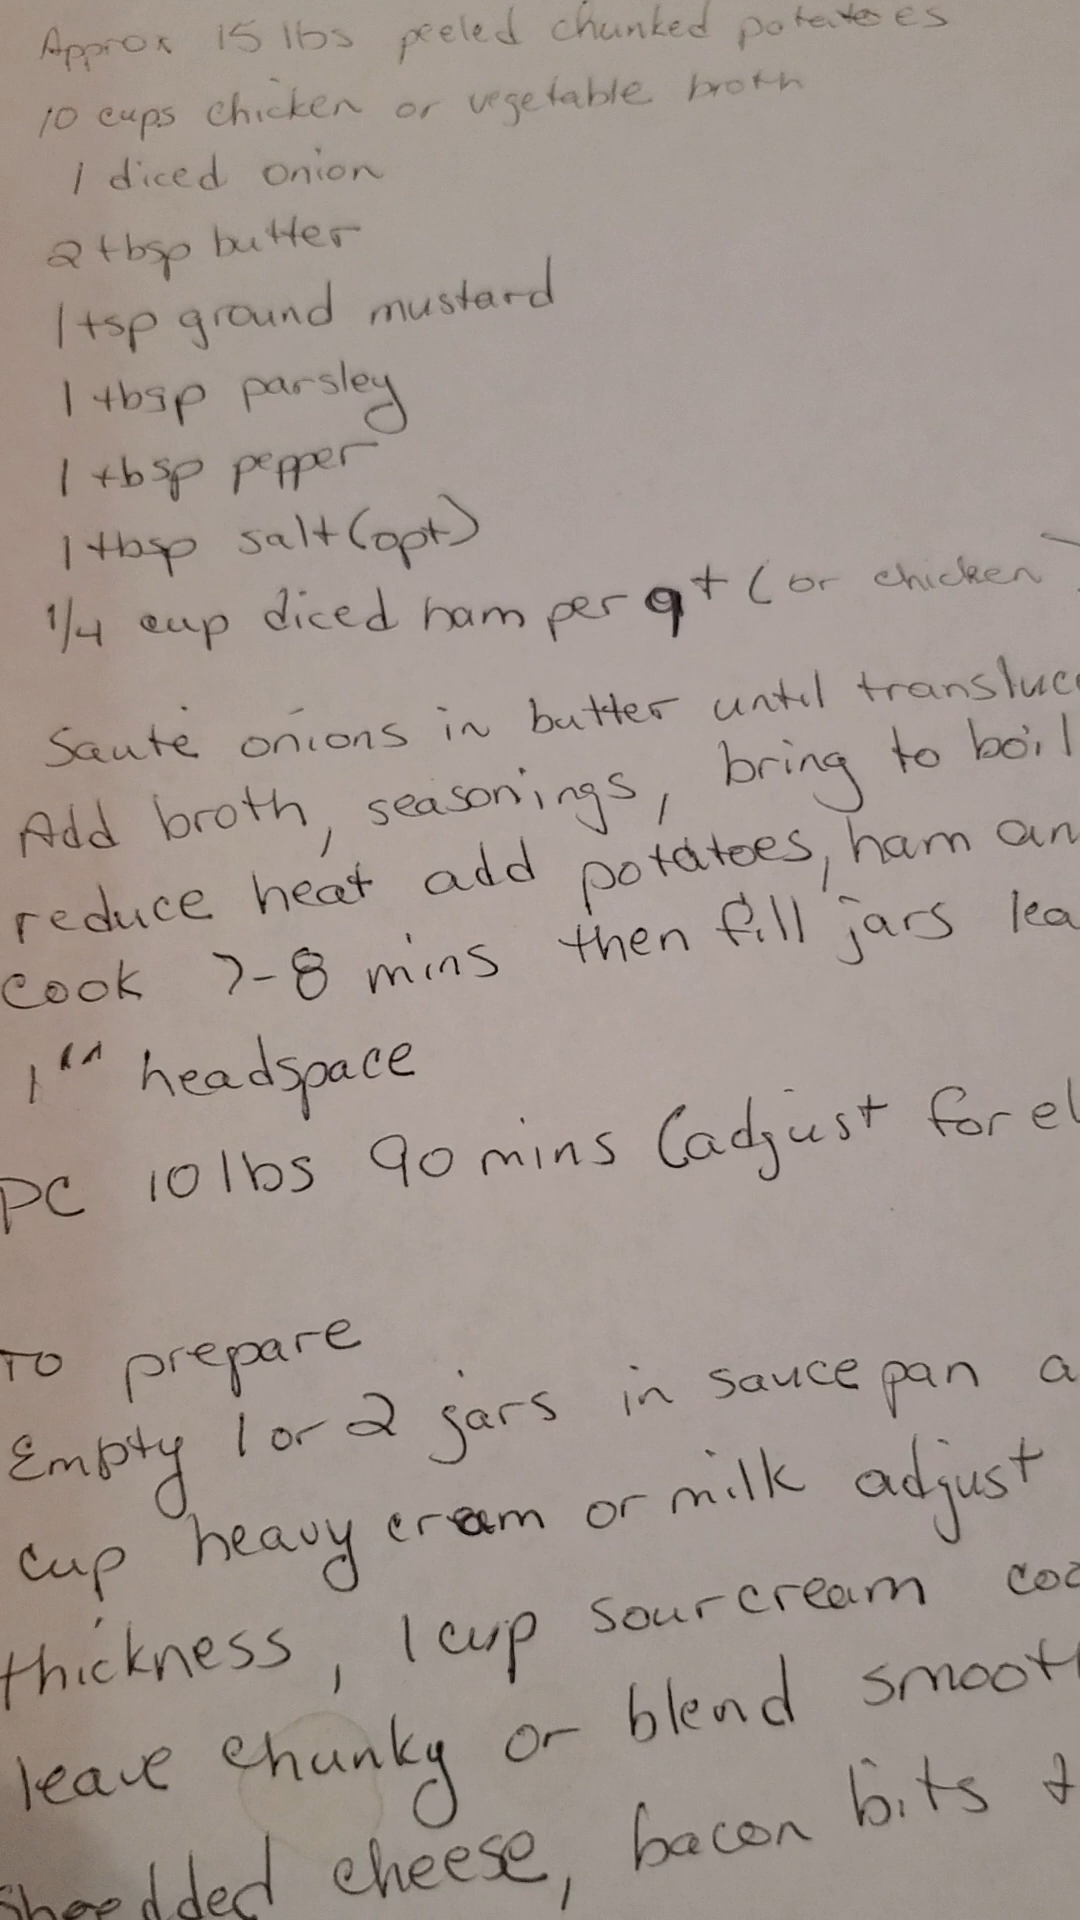 Approx 15 lbs peeled chunked potatoes
10 cups chicken or vegetable broth
1 diced onion
2 tbsp butter
1 tsp ground mustard
1 tbsp parsley
1 tbsp pepper
1 tbsp salt (opt)
1/4 cup diced ham per qt (or chicken)
Sauté onions in butter until transluc
Add broth, seasonings, bring to boil
reduce heat add potatoes, ham an
Cook 7-8 mins then fill jars lea
1" headspace
PC 10 lbs 90 mins (adjust for el
To prepare
Empty 1 or 2 jars in saucepan a
cup heavy cream or milk adjust
thickness, 1 cup sour cream coo
leave chunky or blend smooth
shredded cheese, bacon bits